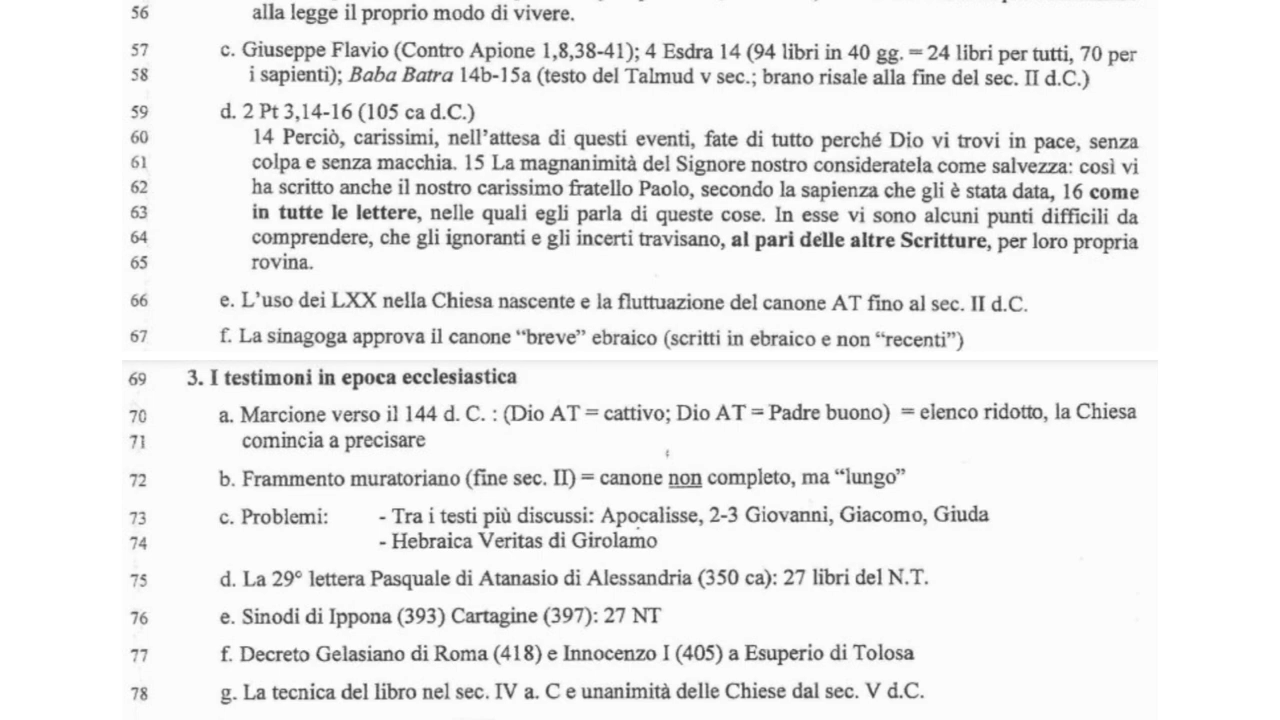 56 alla legge il proprio modo di vivere.
57 c. Giuseppe Flavio (Contro Apione 1,8,38-41); 4 Esdra 14 (94 libri in 40 gg. = 24 libri per tutti, 70 per
58 i sapienti); Baba Batra 14b-15a (testo del Talmud v sec.; brano risale alla fine del sec. II d.C.)
59 d. 2 Pt 3,14-16 (105 ca d.C.)
60 14 Perciò, carissimi, nell'attesa di questi eventi, fate di tutto perché Dio vi trovi in pace, senza
61 colpa e senza macchia. 15 La magnanimità del Signore nostro consideratela come salvezza: così vi
62 ha scritto anche il nostro carissimo fratello Paolo, secondo la sapienza che gli è stata data, 16 come
63 in tutte le lettere, nelle quali egli parla di queste cose. In esse vi sono alcuni punti difficili da
64 comprendere, che gli ignoranti e gli incerti travisano, al pari delle altre Scritture, per loro propria
65 rovina.
66 e. L'uso dei LXX nella Chiesa nascente e la fluttuazione del canone AT fino al sec. II d.C.
67 f. La sinagoga approva il canone "breve" ebraico (scritti in ebraico e non "recenti")
69 3. I testimoni in epoca ecclesiastica
70 a. Marcione verso il 144 d. C. : (Dio AT = cattivo; Dio AT = Padre buono) = elenco ridotto, la Chiesa
71 comincia a precisare
72 b. Frammento muratoriano (fine sec. II) = canone non completo, ma "lungo"
73 c. Problemi: - Tra i testi più discussi: Apocalisse, 2-3 Giovanni, Giacomo, Giuda
74 - Hebraica Veritas di Girolamo
75 d. La 29° lettera Pasquale di Atanasio di Alessandria (350 ca): 27 libri del N.T.
76 e. Sinodi di Ippona (393) Cartagine (397): 27 NT
77 f. Decreto Gelasiano di Roma (418) e Innocenzo I (405) a Esuperio di Tolosa
78 g. La tecnica del libro nel sec. IV a. C e unanimità delle Chiese dal sec. V d.C.